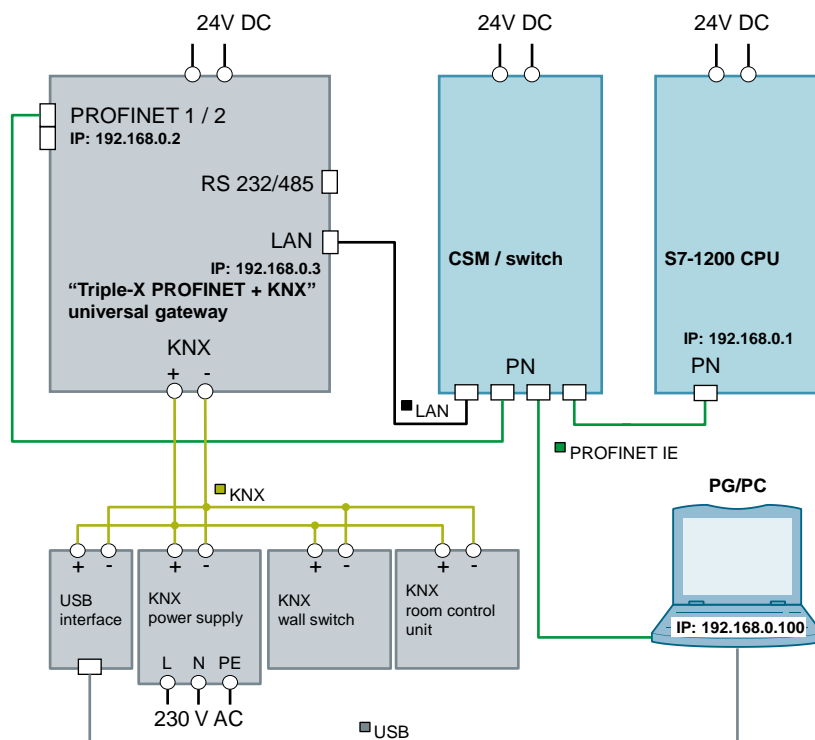 24V DC
24V DC
24V DC
PROFINET 1 / 2
IP: 192.168.0.2
RS 232/485
LAN
IP: 192.168.0.3
“Triple-X PROFINET + KNX”
universal gateway
KNX
+ -
CSM / switch
PN
S7-1200 CPU
IP: 192.168.0.1
PN
LAN
PROFINET IE
KNX
PG/PC
IP: 192.168.0.100
+ -
USB
interface
+ -
KNX
power supply
L N PE
230 V AC
+ -
KNX
wall switch
+ -
KNX
room control
unit
USB